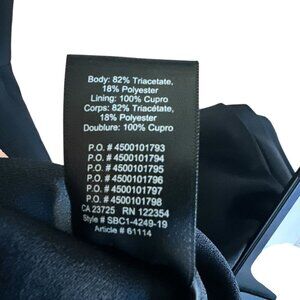 Body: 82% Triacetate,
18% Polyester
Lining: 100% Cupro
Corps: 82% Triacétate,
18% Polyester
Doublure: 100% Cupro
P.O. # 4500101793
P.O. # 4500101794
P.O. # 4500101795
P.O. # 4500101796
P.O. # 4500101797
P.O. # 4500101798
CA 23725 RN 122354
Style # SBC1-4249-19
Article # 61114